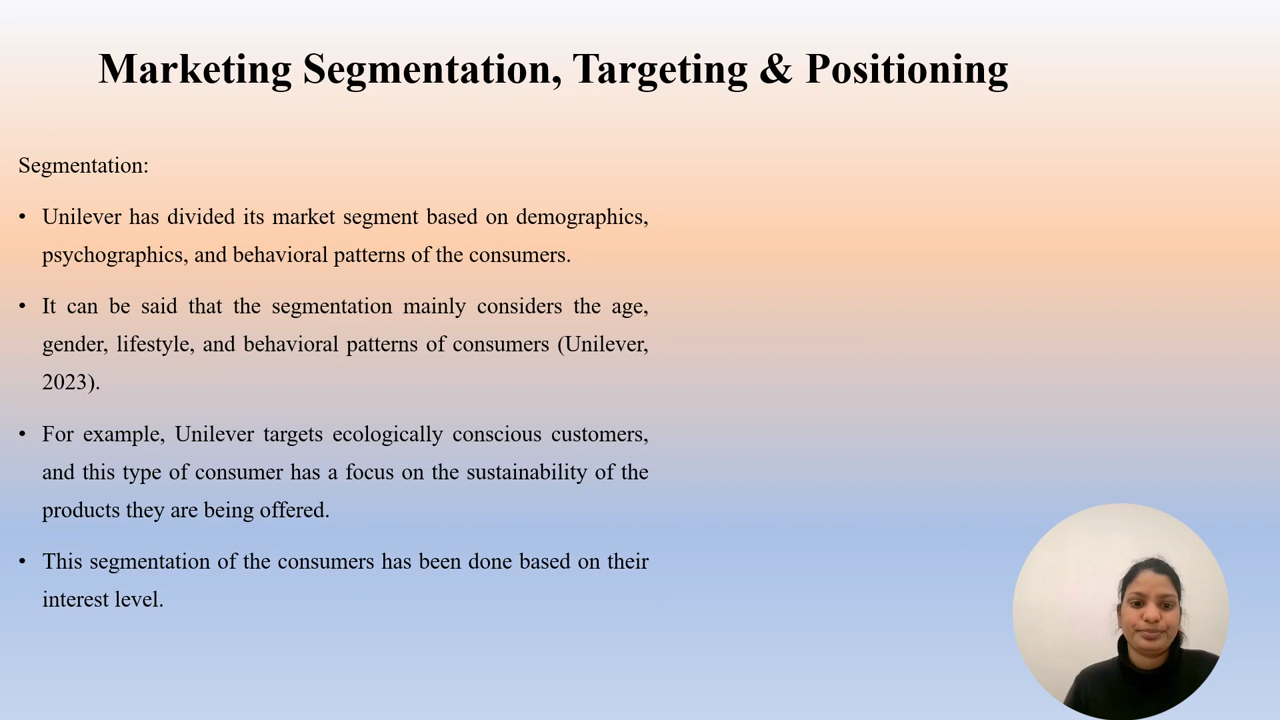 Marketing Segmentation, Targeting & Positioning
Segmentation:
• Unilever has divided its market segment based on demographics,
psychographics, and behavioral patterns of the consumers.
• It can be said that the segmentation mainly considers the age,
gender, lifestyle, and behavioral patterns of consumers (Unilever,
2023).
• For example, Unilever targets ecologically conscious customers,
and this type of consumer has a focus on the sustainability of the
products they are being offered.
• This segmentation of the consumers has been done based on their
interest level.